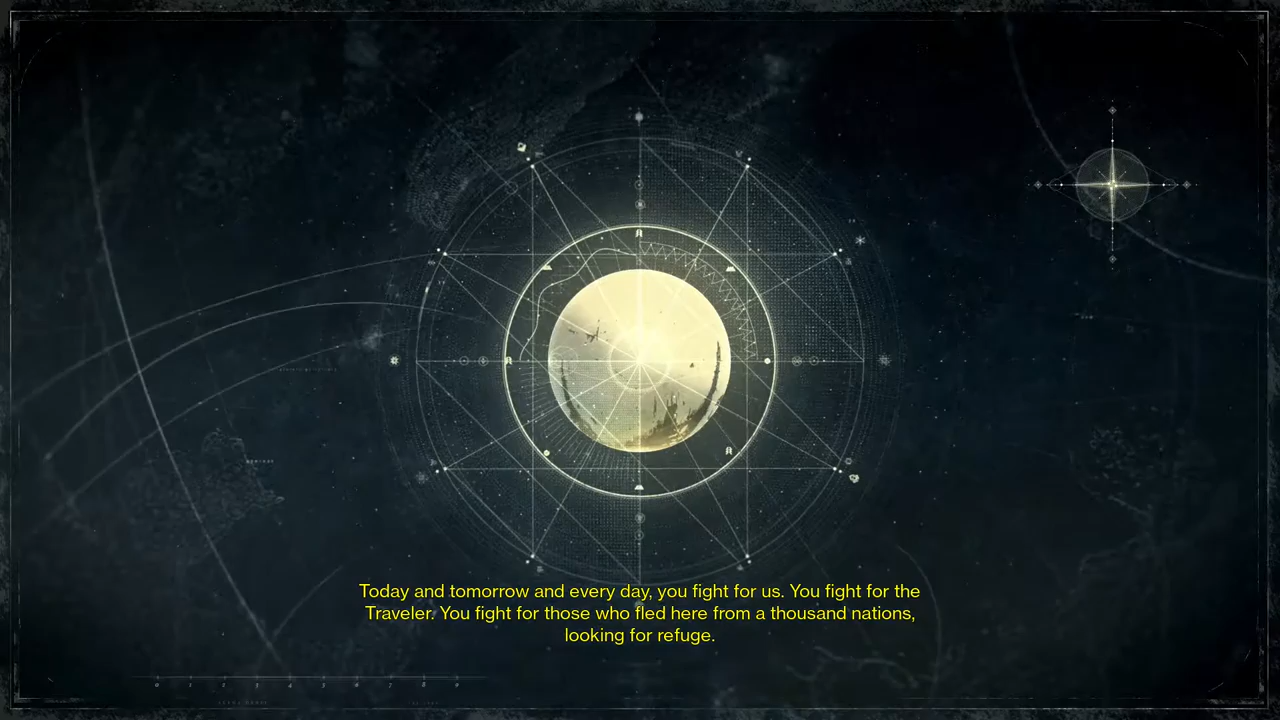 Today and tomorrow and every day, you fight for us. You fight for the
Traveler. You fight for those who fled here from a thousand nations,
looking for refuge.